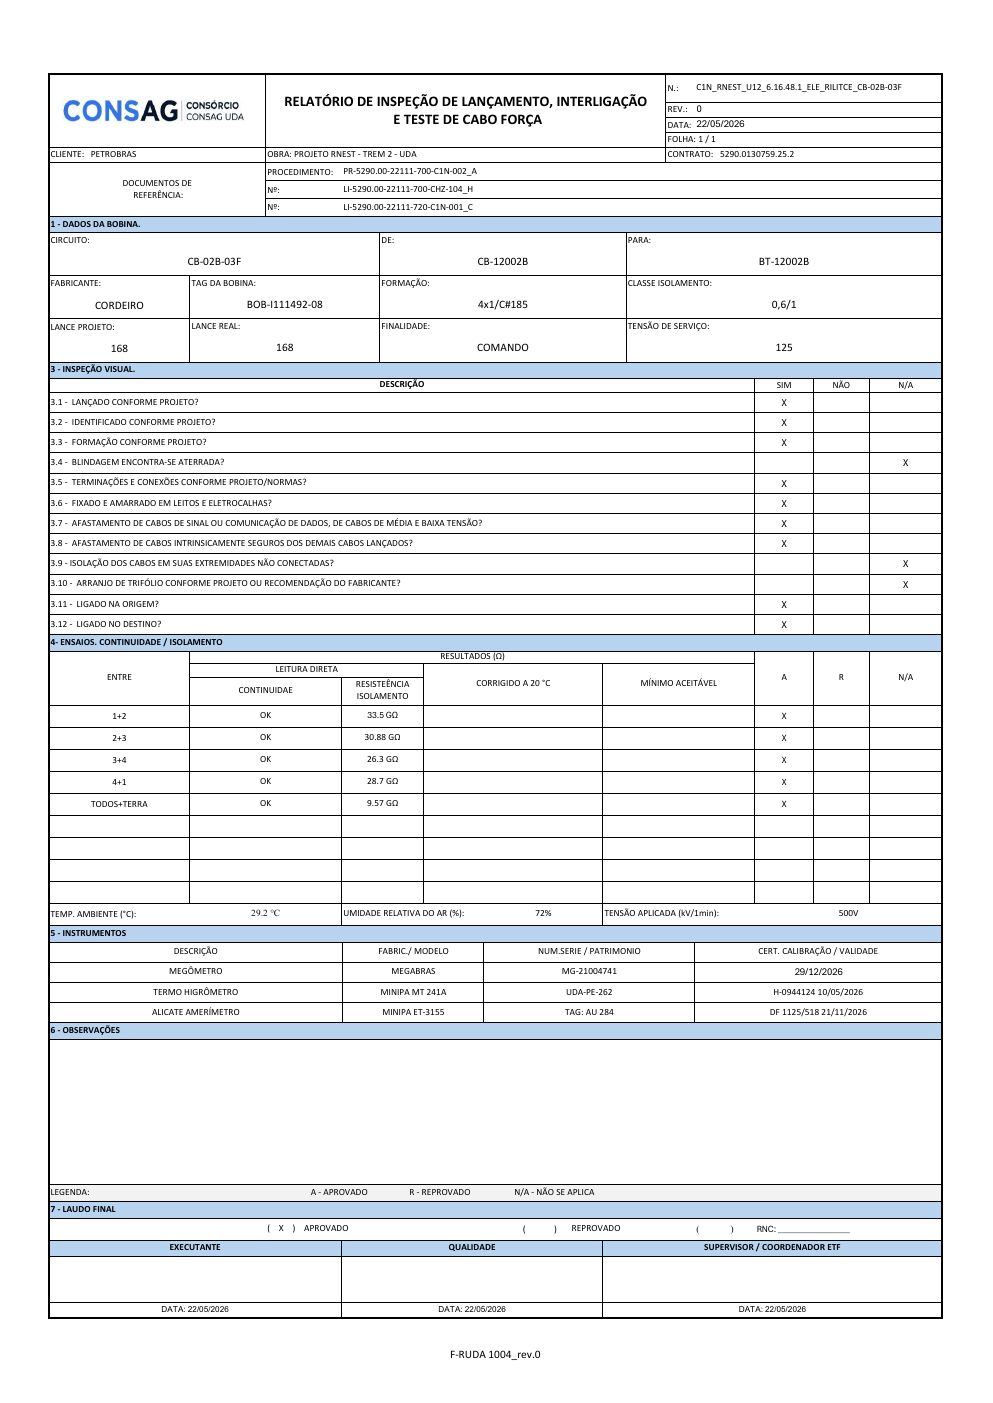 CONSAG CONSÓRCIO
CONSAG UDA
RELATÓRIO DE INSPEÇÃO DE LANÇAMENTO, INTERLIGAÇÃO
E TESTE DE CABO FORÇA
N.: C1N_RNEST_U12_6.16.48.1_ELE_RILITCE_CB-02B-03F
REV.: 0
DATA: 22/05/2026
FOLHA: 1 / 1
CLIENTE: PETROBRAS OBRA: PROJETO RNEST - TREM 2 - UDA CONTRATO: 5290.0130759.25.2
DOCUMENTOS DE
REFERÊNCIA:
PROCEDIMENTO: PR-5290.00-22111-700-C1N-002_A
Nº: LI-5290.00-22111-700-CHZ-104_H
Nº: LI-5290.00-22111-720-C1N-001_C
1 - DADOS DA BOBINA.
CIRCUITO: DE: PARA:
CB-02B-03F CB-12002B BT-12002B
FABRICANTE: TAG DA BOBINA: FORMAÇÃO: CLASSE ISOLAMENTO:
CORDEIRO BOB-I111492-08 4x1/C#185 0,6/1
LANCE PROJETO: LANCE REAL: FINALIDADE: TENSÃO DE SERVIÇO:
168 168 COMANDO 125
3 - INSPEÇÃO VISUAL.
DESCRIÇÃO SIM NÃO N/A
3.1 - LANÇADO CONFORME PROJETO? X
3.2 - IDENTIFICADO CONFORME PROJETO? X
3.3 - FORMAÇÃO CONFORME PROJETO? X
3.4 - BLINDAGEM ENCONTRA-SE ATERRADA? X
3.5 - TERMINAÇÕES E CONEXÕES CONFORME PROJETO/NORMAS? X
3.6 - FIXADO E AMARRADO EM LEITOS E ELETROCALHAS? X
3.7 - AFASTAMENTO DE CABOS DE SINAL OU COMUNICAÇÃO DE DADOS, DE CABOS DE MÉDIA E BAIXA TENSÃO? X
3.8 - AFASTAMENTO DE CABOS INTRINSICAMENTE SEGUROS DOS DEMAIS CABOS LANÇADOS? X
3.9 - ISOLAÇÃO DOS CABOS EM SUAS EXTREMIDADES NÃO CONECTADAS? X
3.10 - ARRANJO DE TRIFÓLIO CONFORME PROJETO OU RECOMENDAÇÃO DO FABRICANTE? X
3.11 - LIGADO NA ORIGEM? X
3.12 - LIGADO NO DESTINO? X
4- ENSAIOS. CONTINUIDADE / ISOLAMENTO
RESULTADOS (Ω)
LEITURA DIRETA
ENTRE CONTINUIDAE RESISTEÊNCIA
ISOLAMENTO CORRIGIDO A 20 °C MÍNIMO ACEITÁVEL A R N/A
1+2 OK 33.5 GΩ X
2+3 OK 30.88 GΩ X
3+4 OK 26.3 GΩ X
4+1 OK 28.7 GΩ X
TODOS+TERRA OK 9.57 GΩ X
TEMP. AMBIENTE (°C): 29.2 °C UMIDADE RELATIVA DO AR (%): 72% TENSÃO APLICADA (kV/1min): 500V
5 - INSTRUMENTOS
DESCRIÇÃO FABRIC./ MODELO NUM.SERIE / PATRIMONIO CERT. CALIBRAÇÃO / VALIDADE
MEGÔMETRO MEGABRAS MG-21004741 29/12/2026
TERMO HIGRÔMETRO MINIPA MT 241A UDA-PE-262 H-0944124 10/05/2026
ALICATE AMERÍMETRO MINIPA ET-3155 TAG: AU 284 DF 1125/518 21/11/2026
6 - OBSERVAÇÕES
LEGENDA: A - APROVADO R - REPROVADO N/A - NÃO SE APLICA
7 - LAUDO FINAL
( X ) APROVADO ( ) REPROVADO ( ) RNC: _______________
EXECUTANTE QUALIDADE SUPERVISOR / COORDENADOR ETF
DATA: 22/05/2026 DATA: 22/05/2026 DATA: 22/05/2026
F-RUDA 1004_rev.0